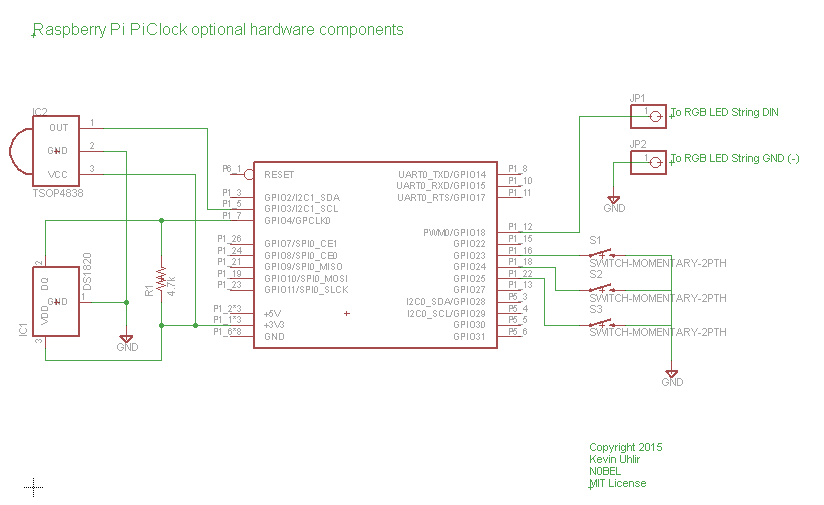 Raspberry Pi PiClock optional hardware components
IC2
OUT 1
GND 2
VCC 3
TSOP4838
JP1
1 To RGB LED String DIN
JP2
1 To RGB LED String GND (-)
GND
P6_1 RESET
P1_3 GPIO2/I2C1_SDA
P1_5 GPIO3/I2C1_SCL
P1_7 GPIO4/GPCLK0
P1_26 GPIO7/SPI0_CE1
P1_24 GPIO8/SPI0_CE0
P1_21 GPIO9/SPI0_MISO
P1_19 GPIO10/SPI0_MOSI
P1_23 GPIO11/SPI0_SLCK
P1_2*3 +5V
P1_1*3 +3V3
P1_6*8 GND
UART0_TXD/GPIO14 P1_8
UART0_RXD/GPIO15 P1_10
UART0_RTS/GPIO17 P1_11
PWM0/GPIO18 P1_12
GPIO22 P1_15
GPIO23 P1_16
GPIO24 P1_18
GPIO25 P1_22
GPIO27 P1_13
I2C0_SDA/GPIO28 P5_3
I2C0_SCL/GPIO29 P5_4
GPIO30 P5_5
GPIO31 P5_6
S1
SWITCH-MOMENTARY-2PTH
S2
SWITCH-MOMENTARY-2PTH
S3
SWITCH-MOMENTARY-2PTH
GND
IC1
DS1820
2 DQ
GND 1
VDD 3
R1
4.7k
GND
Copyright 2015
Kevin Uhlir
N0BEL
MIT License